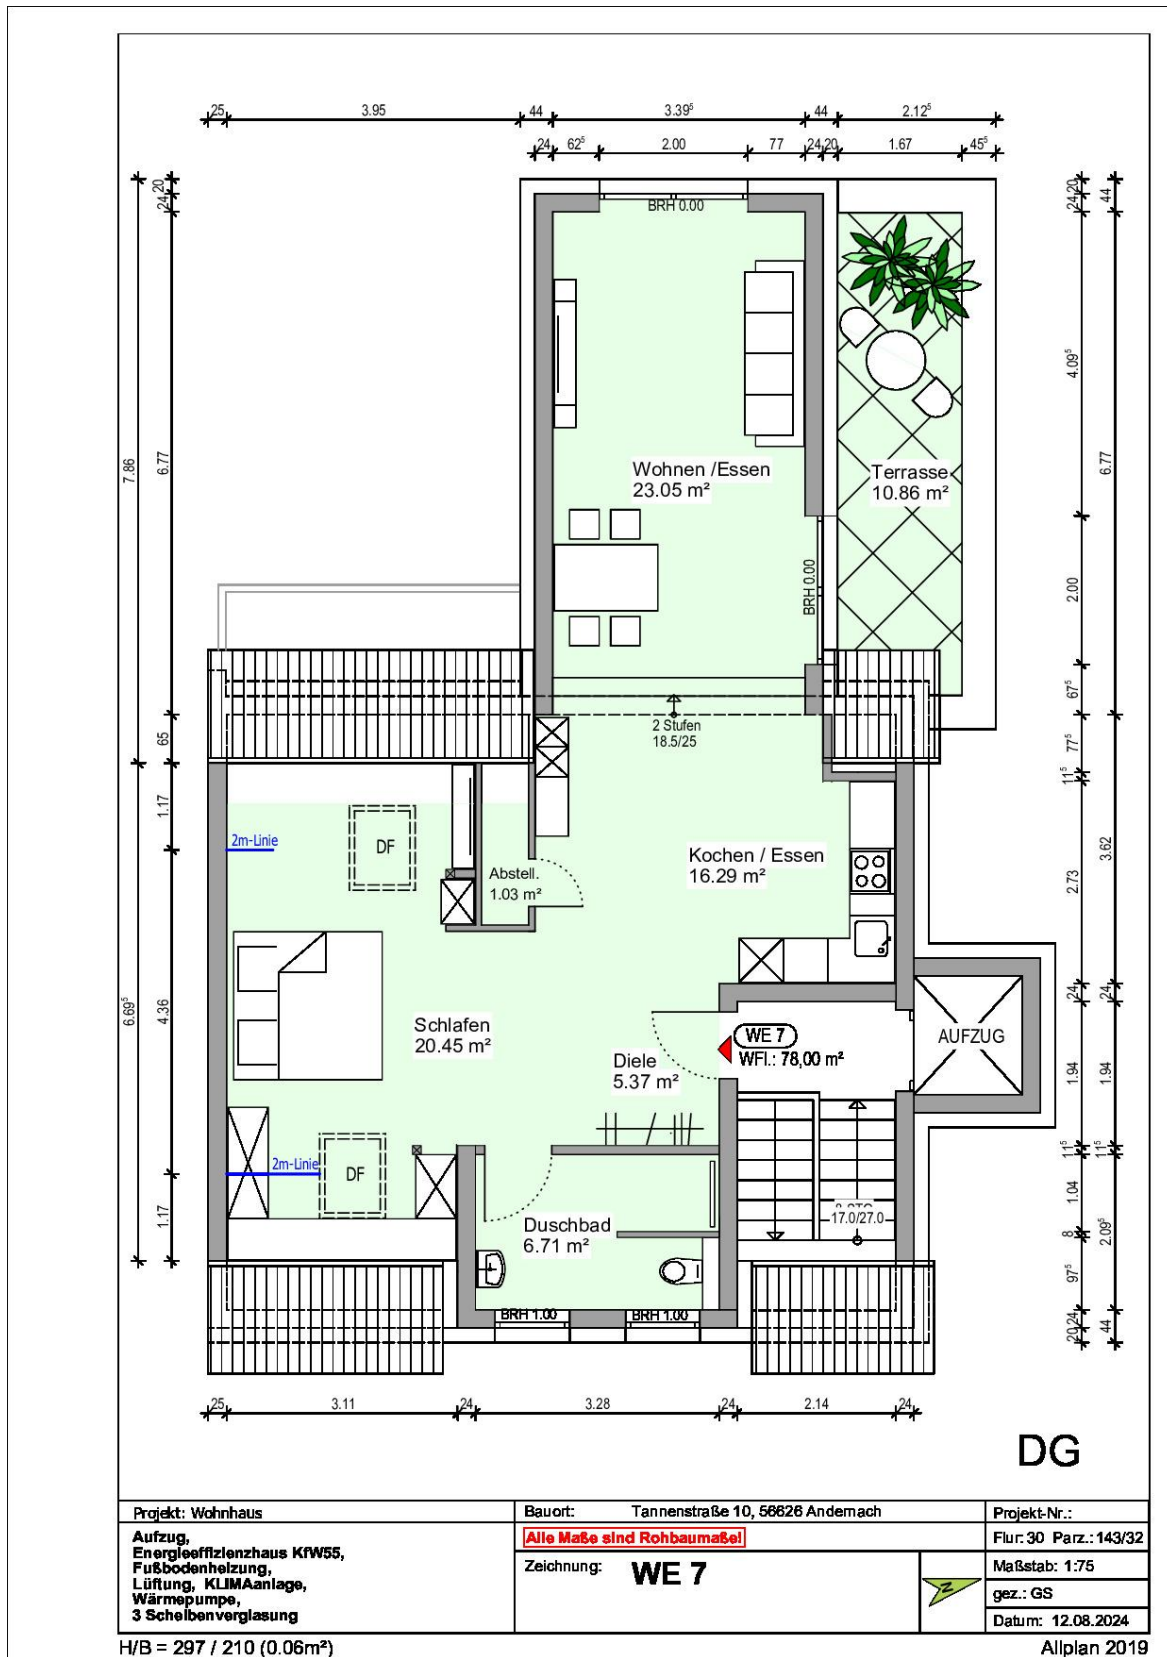 25 3.95 44 3.39⁵ 44 2.12⁵
24 62⁵ 2.00 77 24 20 1.67 45⁵
20
24
7.86
6.77
65
1.17
6.69⁵
4.36
1.17
BRH 0.00
Wohnen /Essen
23.05 m²
Terrasse
10.86 m²
BRH 0.00
2 Stufen
18.5/25
2m-Linie
DF
Abstell.
1.03 m²
Kochen / Essen
16.29 m²
Schlafen
20.45 m²
Diele
5.37 m²
WE 7
WFl.: 78,00 m²
AUFZUG
2m-Linie
DF
Duschbad
6.71 m²
17.0/27.0
BRH 1.00
BRH 1.00
20
24
44
4.09⁵
6.77
2.00
67⁵
77⁵
11⁵
3.62
2.73
24
24
1.94
1.94
11⁵
11⁵
1.04
8
2.09⁵
97⁵
24
20
44
25 3.11 24 3.28 24 2.14 24
DG
Projekt: Wohnhaus
Aufzug,
Energieeffizienzhaus KfW55,
Fußbodenheizung,
Lüftung, KLIMAanlage,
Wärmepumpe,
3 Scheibenverglasung
Bauort: Tannenstraße 10, 56626 Andernach
Alle Maße sind Rohbaumaße!
Zeichnung: WE 7
N
Projekt-Nr.:
Flur: 30 Parz.: 143/32
Maßstab: 1:75
gez.: GS
Datum: 12.08.2024
H/B = 297 / 210 (0.06m²)
Allplan 2019